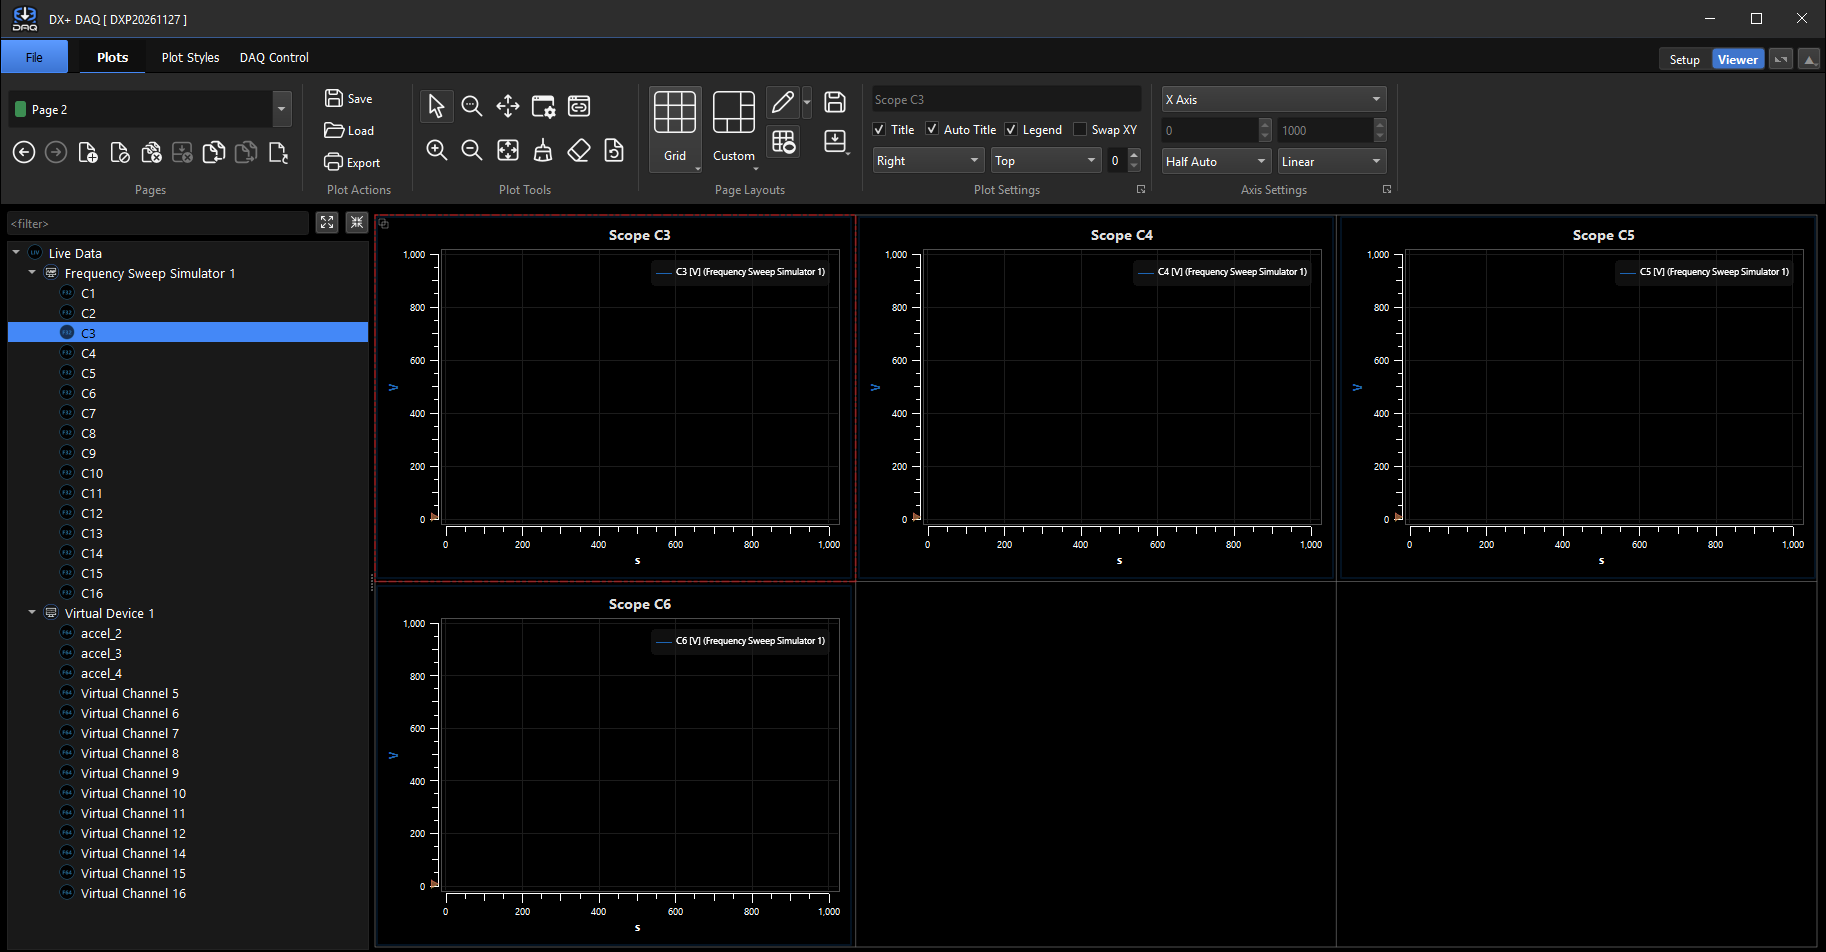 DX+ DAQ [ DXP20261127 ]
DAQ
File
Plots
Plot Styles
DAQ Control
Setup
Viewer
Page 2
Pages
Save
Load
Export
Plot Actions
Plot Tools
Grid
Custom
Page Layouts
Scope C3
Title
Auto Title
Legend
Swap XY
Right
Top
0
Plot Settings
X Axis
0
1000
Half Auto
Linear
Axis Settings
<filter>
Live Data
Frequency Sweep Simulator 1
C1
C2
C3
C4
C5
C6
C7
C8
C9
C10
C11
C12
C13
C14
C15
C16
Virtual Device 1
accel_2
accel_3
accel_4
Virtual Channel 5
Virtual Channel 6
Virtual Channel 7
Virtual Channel 8
Virtual Channel 9
Virtual Channel 10
Virtual Channel 11
Virtual Channel 12
Virtual Channel 14
Virtual Channel 15
Virtual Channel 16
Scope C3
C3 [V] (Frequency Sweep Simulator 1)
1,000
800
600
400
200
0
V
0 200 400 600 800 1,000
s
Scope C4
C4 [V] (Frequency Sweep Simulator 1)
1,000
800
600
400
200
0
V
0 200 400 600 800 1,000
s
Scope C5
C5 [V] (Frequency Sweep Simulator 1)
1,000
800
600
400
200
0
V
0 200 400 600 800 1,000
s
Scope C6
C6 [V] (Frequency Sweep Simulator 1)
1,000
800
600
400
200
0
V
0 200 400 600 800 1,000
s